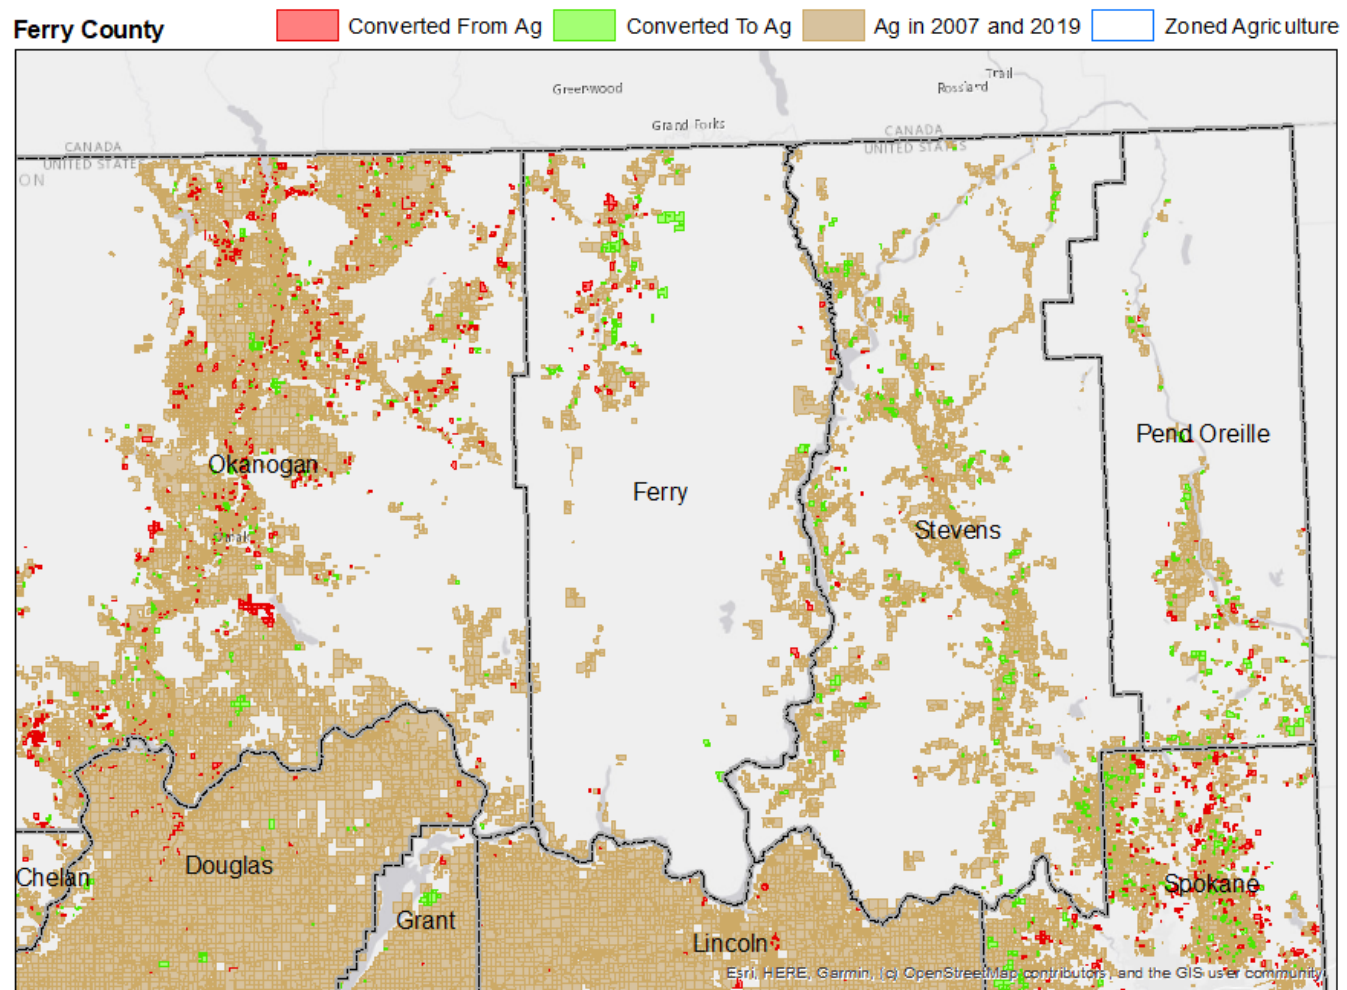 Ferry County
Converted From Ag
Converted To Ag
Ag in 2007 and 2019
Zoned Agriculture
Greenwood
Trail
Rossland
Grand Forks
CANADA
UNITED STATES
CANADA
UNITED STATES
ON
Pend Oreille
Okanogan
Ferry
Stevens
Omak
Douglas
Chelan
Spokane
Grant
Lincoln
Esri, HERE, Garmin, (c) OpenStreetMap contributors, and the GIS user community